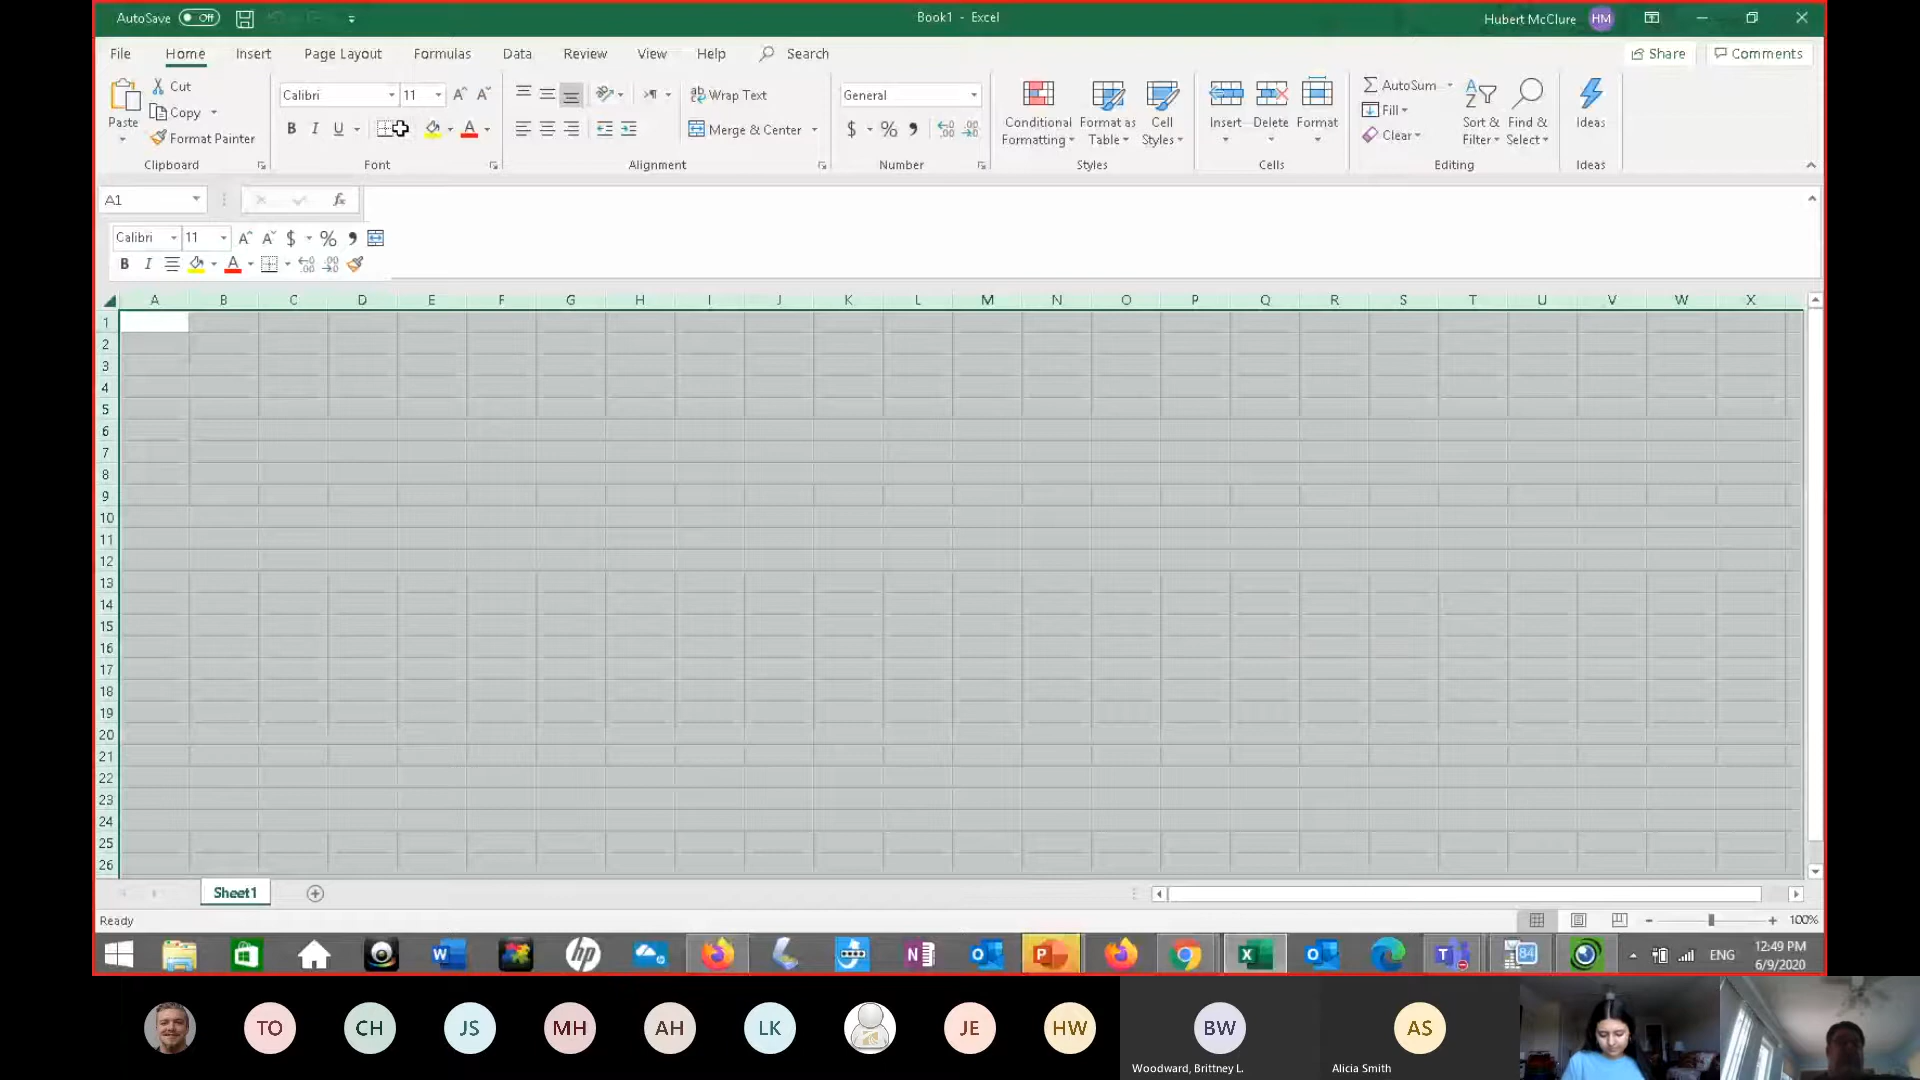 AutoSave Off Book1 - Excel Hubert McClure HM
File Home Insert Page Layout Formulas Data Review View Help Search Share Comments
Cut
Copy
Format Painter
Paste
Clipboard
Calibri 11 A A
B I U A
Font
Wrap Text
Merge & Center
Alignment
General
$ % , .00
Number
Conditional Formatting
Format as Table
Cell Styles
Styles
Insert Delete Format
Cells
AutoSum
Fill
Clear
Sort & Filter
Find & Select
Editing
Ideas
Ideas
A1 fx
Calibri 11 A A $ % ,
B I A .00 .00
A B C D E F G H I J K L M N O P Q R S T U V W X
1
2
3
4
5
6
7
8
9
10
11
12
13
14
15
16
17
18
19
20
21
22
23
24
25
26
Sheet1
Ready 100%
ENG 12:49 PM
6/9/2020
TO CH JS MH AH LK JE HW BW AS
Woodward, Brittney L. Alicia Smith